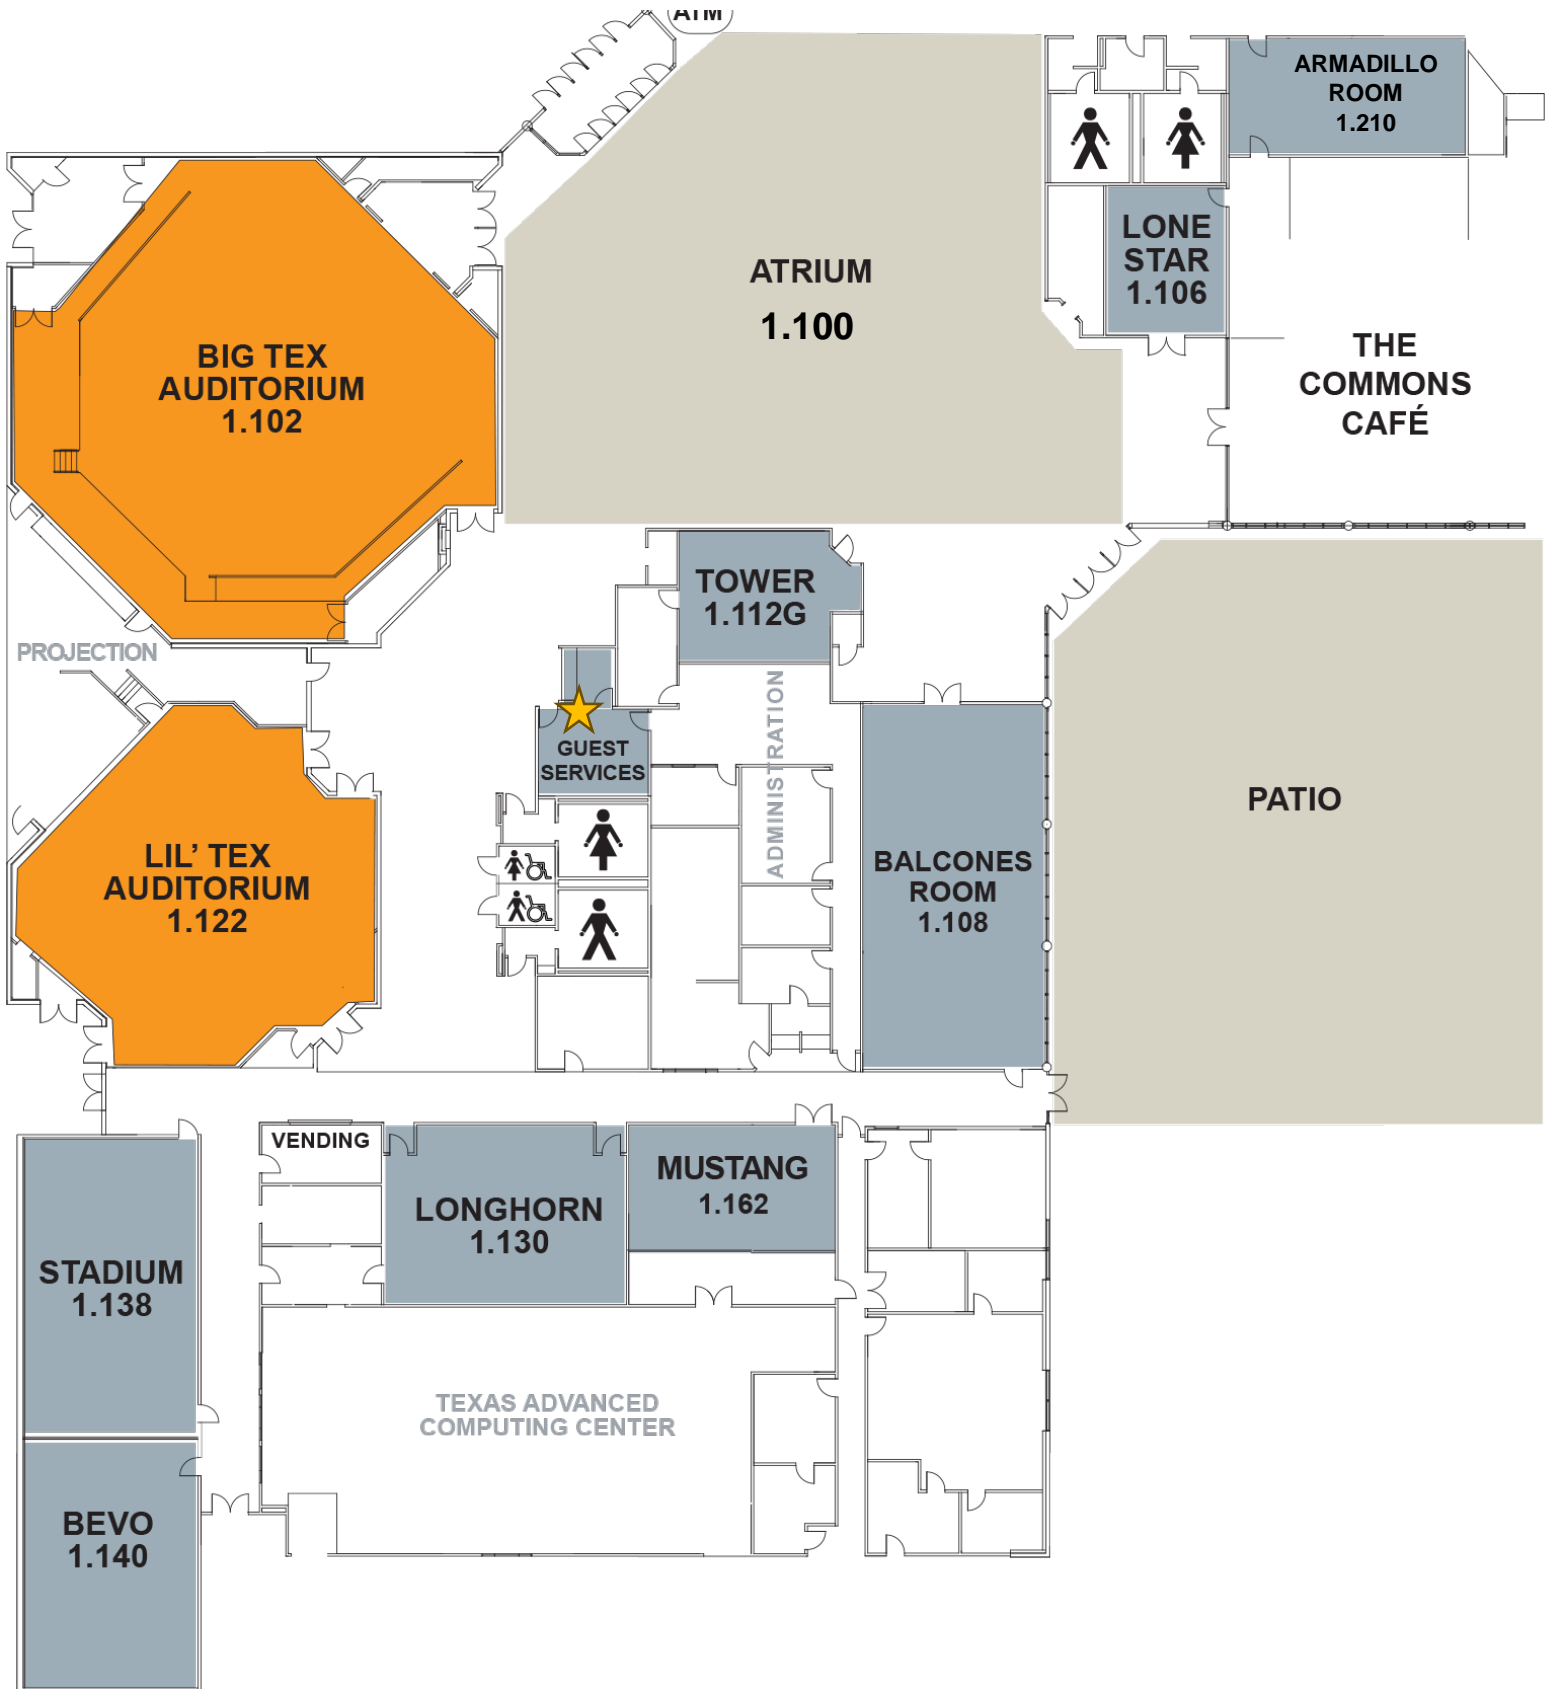 ATM
ARMADILLO
ROOM
1.210
LONE
STAR
1.106
ATRIUM
1.100
THE
COMMONS
CAFÉ
BIG TEX
AUDITORIUM
1.102
TOWER
1.112G
PROJECTION
GUEST
SERVICES
ADMINISTRATION
PATIO
LIL’ TEX
AUDITORIUM
1.122
BALCONES
ROOM
1.108
VENDING
LONGHORN
1.130
MUSTANG
1.162
STADIUM
1.138
TEXAS ADVANCED
COMPUTING CENTER
BEVO
1.140